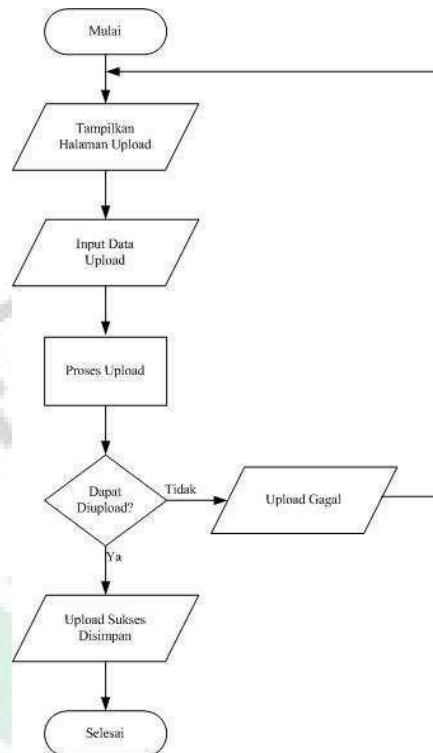 Mulai
Tampilkan
Halaman Upload
Input Data
Upload
Proses Upload
Dapat
Diupload?
Tidak
Upload Gagal
Ya
Upload Sukses
Disimpan
Selesai